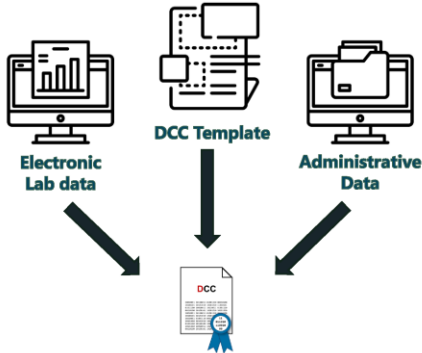 DCC Template
Electronic
Lab data
Administrative
Data
DCC